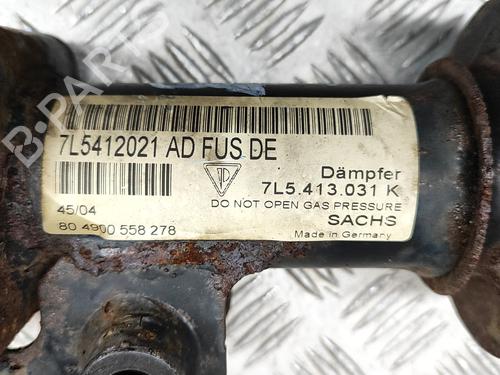 7L5412021 AD FUS DE
Dämpfer
7L5.413.031 K
DO NOT OPEN GAS PRESSURE
45/04
SACHS
80 4900 558 278
Made in Germany
B-PARTS